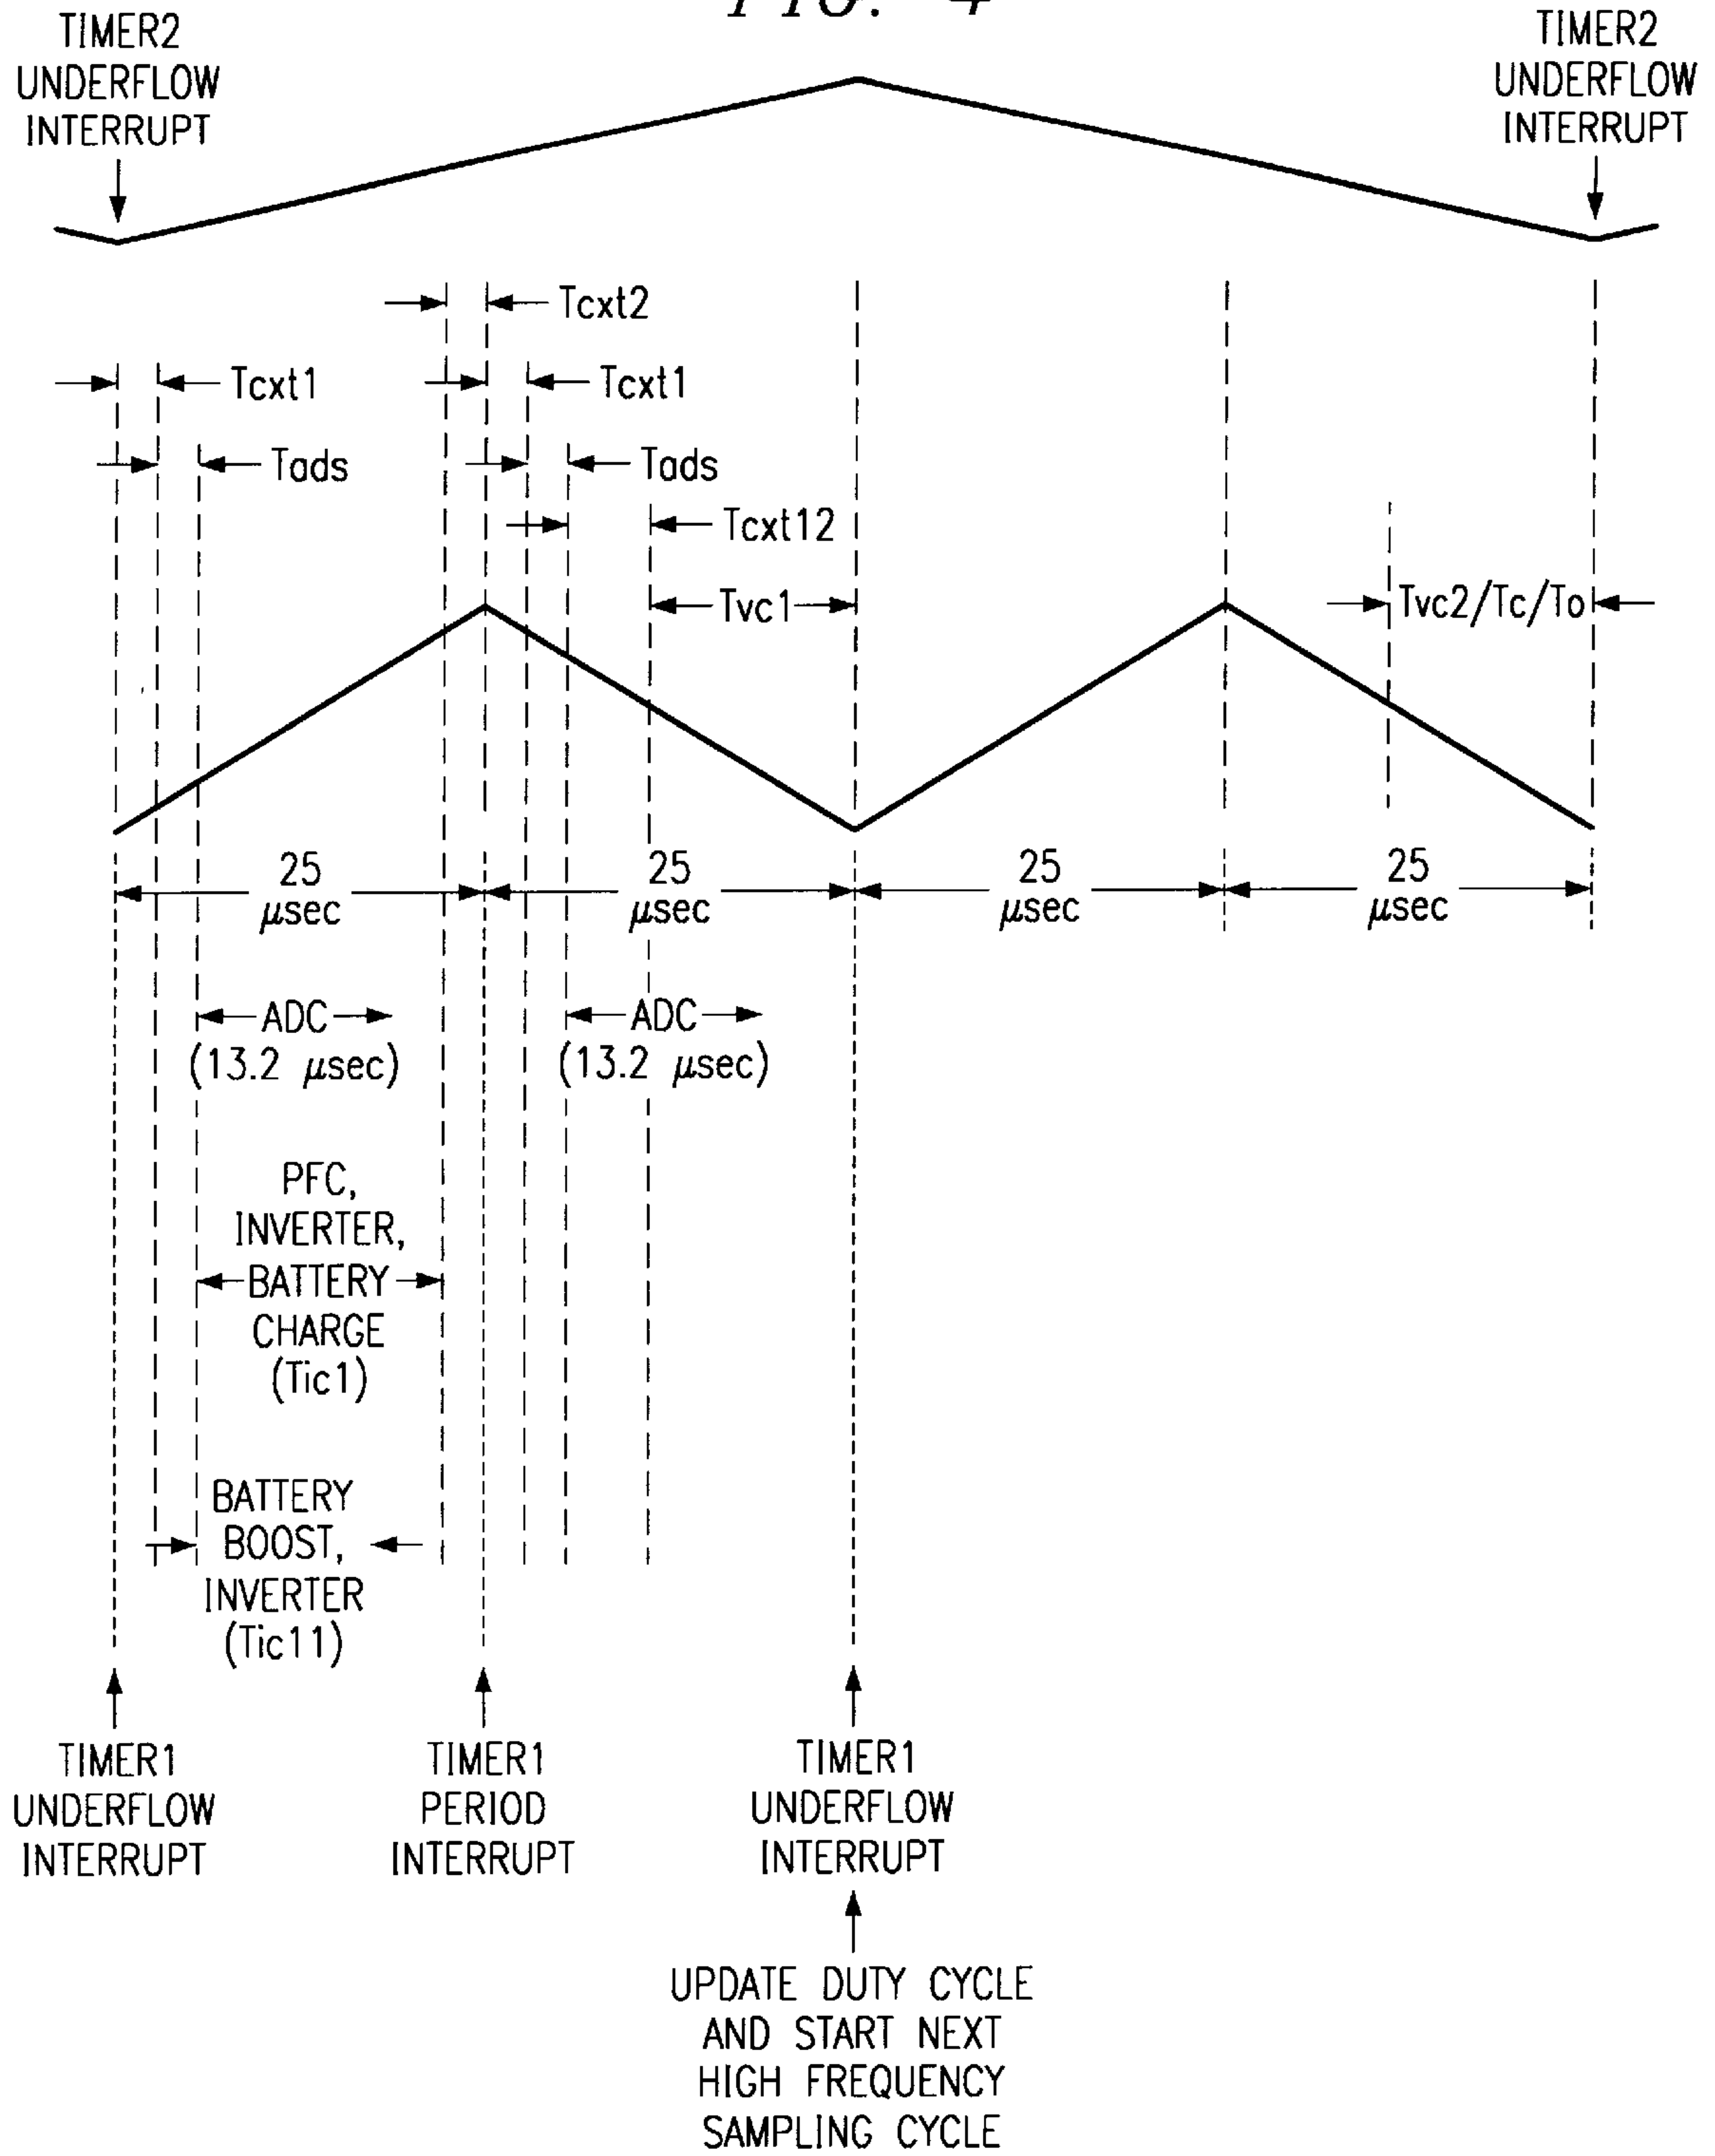 FIG. 4
TIMER2
UNDERFLOW
INTERRUPT
TIMER2
UNDERFLOW
INTERRUPT
Tcxt2
Tcxt1
Tcxt1
Tads
Tads
Tcxt12
Tvc1
Tvc2/Tc/To
25
μsec
25
μsec
25
μsec
25
μsec
ADC
(13.2 μsec)
ADC
(13.2 μsec)
PFC,
INVERTER,
BATTERY
CHARGE
(Tic1)
BATTERY
BOOST,
INVERTER
(Tic11)
TIMER1
UNDERFLOW
INTERRUPT
TIMER1
PERIOD
INTERRUPT
TIMER1
UNDERFLOW
INTERRUPT
UPDATE DUTY CYCLE
AND START NEXT
HIGH FREQUENCY
SAMPLING CYCLE